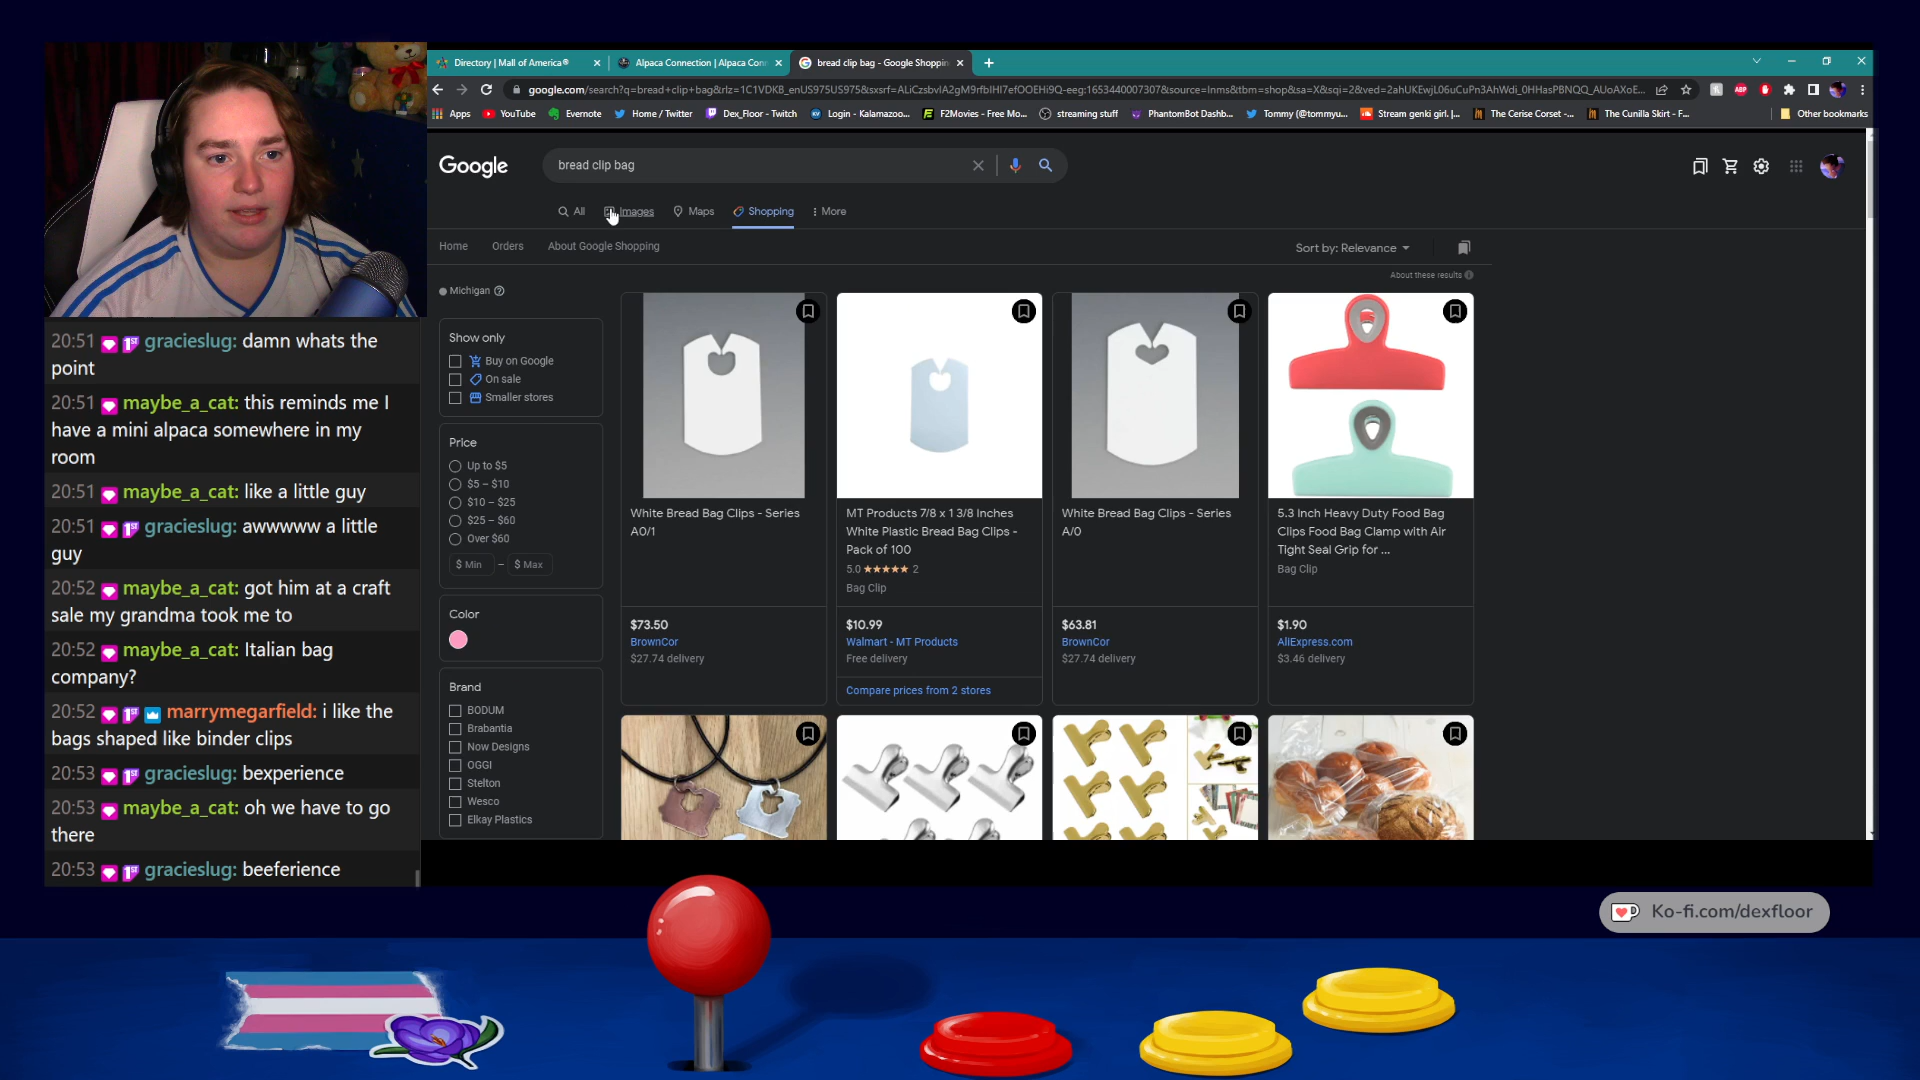 Directory | Mall of America®
Alpaca Connection | Alpaca Con
bread clip bag - Google Shoppin
Apps
YouTube
Evernote
Home / Twitter
Dex_Floor - Twitch
Login - Kalamazoo...
F2Movies - Free Mo...
streaming stuff
PhantomBot Dashb...
Tommy (@tommyu...
Stream genki girl. |...
The Cerise Corset -...
The Cunilla Skirt - F...
Other bookmarks
Google
bread clip bag
All
Images
Maps
Shopping
More
Home
Orders
About Google Shopping
Sort by: Relevance
About these results
Michigan
Show only
Buy on Google
On sale
Smaller stores
Price
Up to $5
$5 – $10
$10 – $25
$25 – $60
Over $60
$ Min – $ Max
Color
Brand
BODUM
Brabantia
Now Designs
OGGI
Stelton
Wesco
Elkay Plastics
White Bread Bag Clips - Series
A0/1
$73.50
BrownCor
$27.74 delivery
MT Products 7/8 x 1 3/8 Inches
White Plastic Bread Bag Clips -
Pack of 100
5.0 ★★★★★ 2
Bag Clip
$10.99
Walmart - MT Products
Free delivery
Compare prices from 2 stores
White Bread Bag Clips - Series
A/0
$63.81
BrownCor
$27.74 delivery
5.3 Inch Heavy Duty Food Bag
Clips Food Bag Clamp with Air
Tight Seal Grip for ...
Bag Clip
$1.90
AliExpress.com
$3.46 delivery
20:51 gracieslug: damn whats the
point
20:51 maybe_a_cat: this reminds me I
have a mini alpaca somewhere in my
room
20:51 maybe_a_cat: like a little guy
20:51 gracieslug: awwwww a little
guy
20:52 maybe_a_cat: got him at a craft
sale my grandma took me to
20:52 maybe_a_cat: Italian bag
company?
20:52 marrymegarfield: i like the
bags shaped like binder clips
20:53 gracieslug: bexperience
20:53 maybe_a_cat: oh we have to go
there
20:53 gracieslug: beeferience
Ko-fi.com/dexfloor